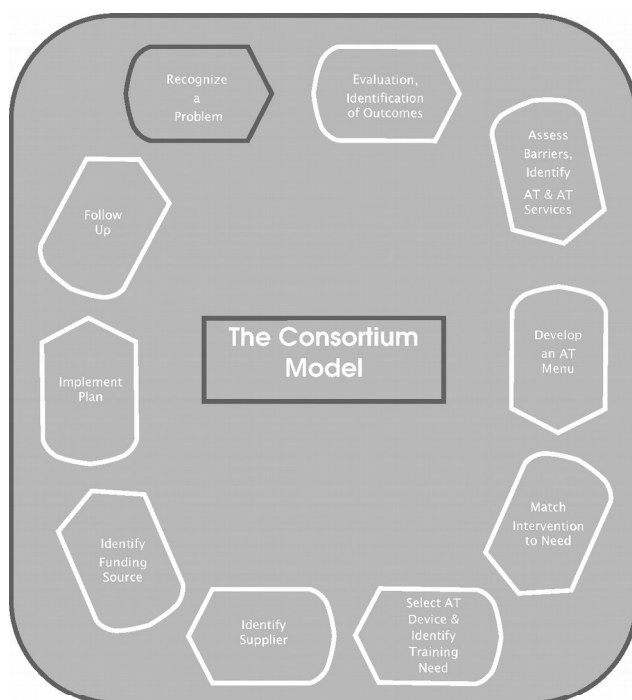 Recognize
a
Problem
Evaluation,
Identification
of Outcomes
Assess
Barriers,
Identify
AT & AT
Services
Develop
an AT
Menu
Match
Intervention
to Need
Select AT
Device &
Identify
Training
Need
Identify
Supplier
Identify
Funding
Source
Implement
Plan
Follow
Up
The Consortium
Model